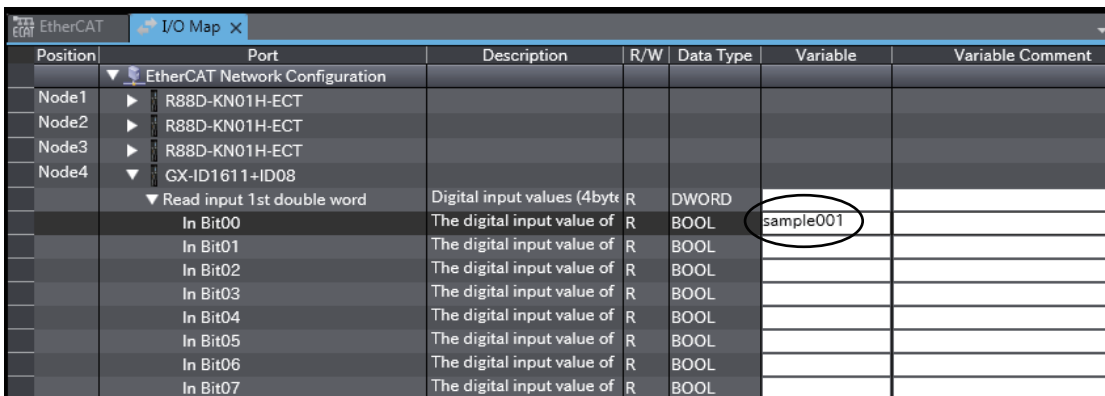 EtherCAT I/O Map
Position Port Description R/W Data Type Variable Variable Comment
EtherCAT Network Configuration
Node1 R88D-KN01H-ECT
Node2 R88D-KN01H-ECT
Node3 R88D-KN01H-ECT
Node4 GX-ID1611+ID08
Read input 1st double word Digital input values (4byte R DWORD
In Bit00 The digital input value of R BOOL sample001
In Bit01 The digital input value of R BOOL
In Bit02 The digital input value of R BOOL
In Bit03 The digital input value of R BOOL
In Bit04 The digital input value of R BOOL
In Bit05 The digital input value of R BOOL
In Bit06 The digital input value of R BOOL
In Bit07 The digital input value of R BOOL